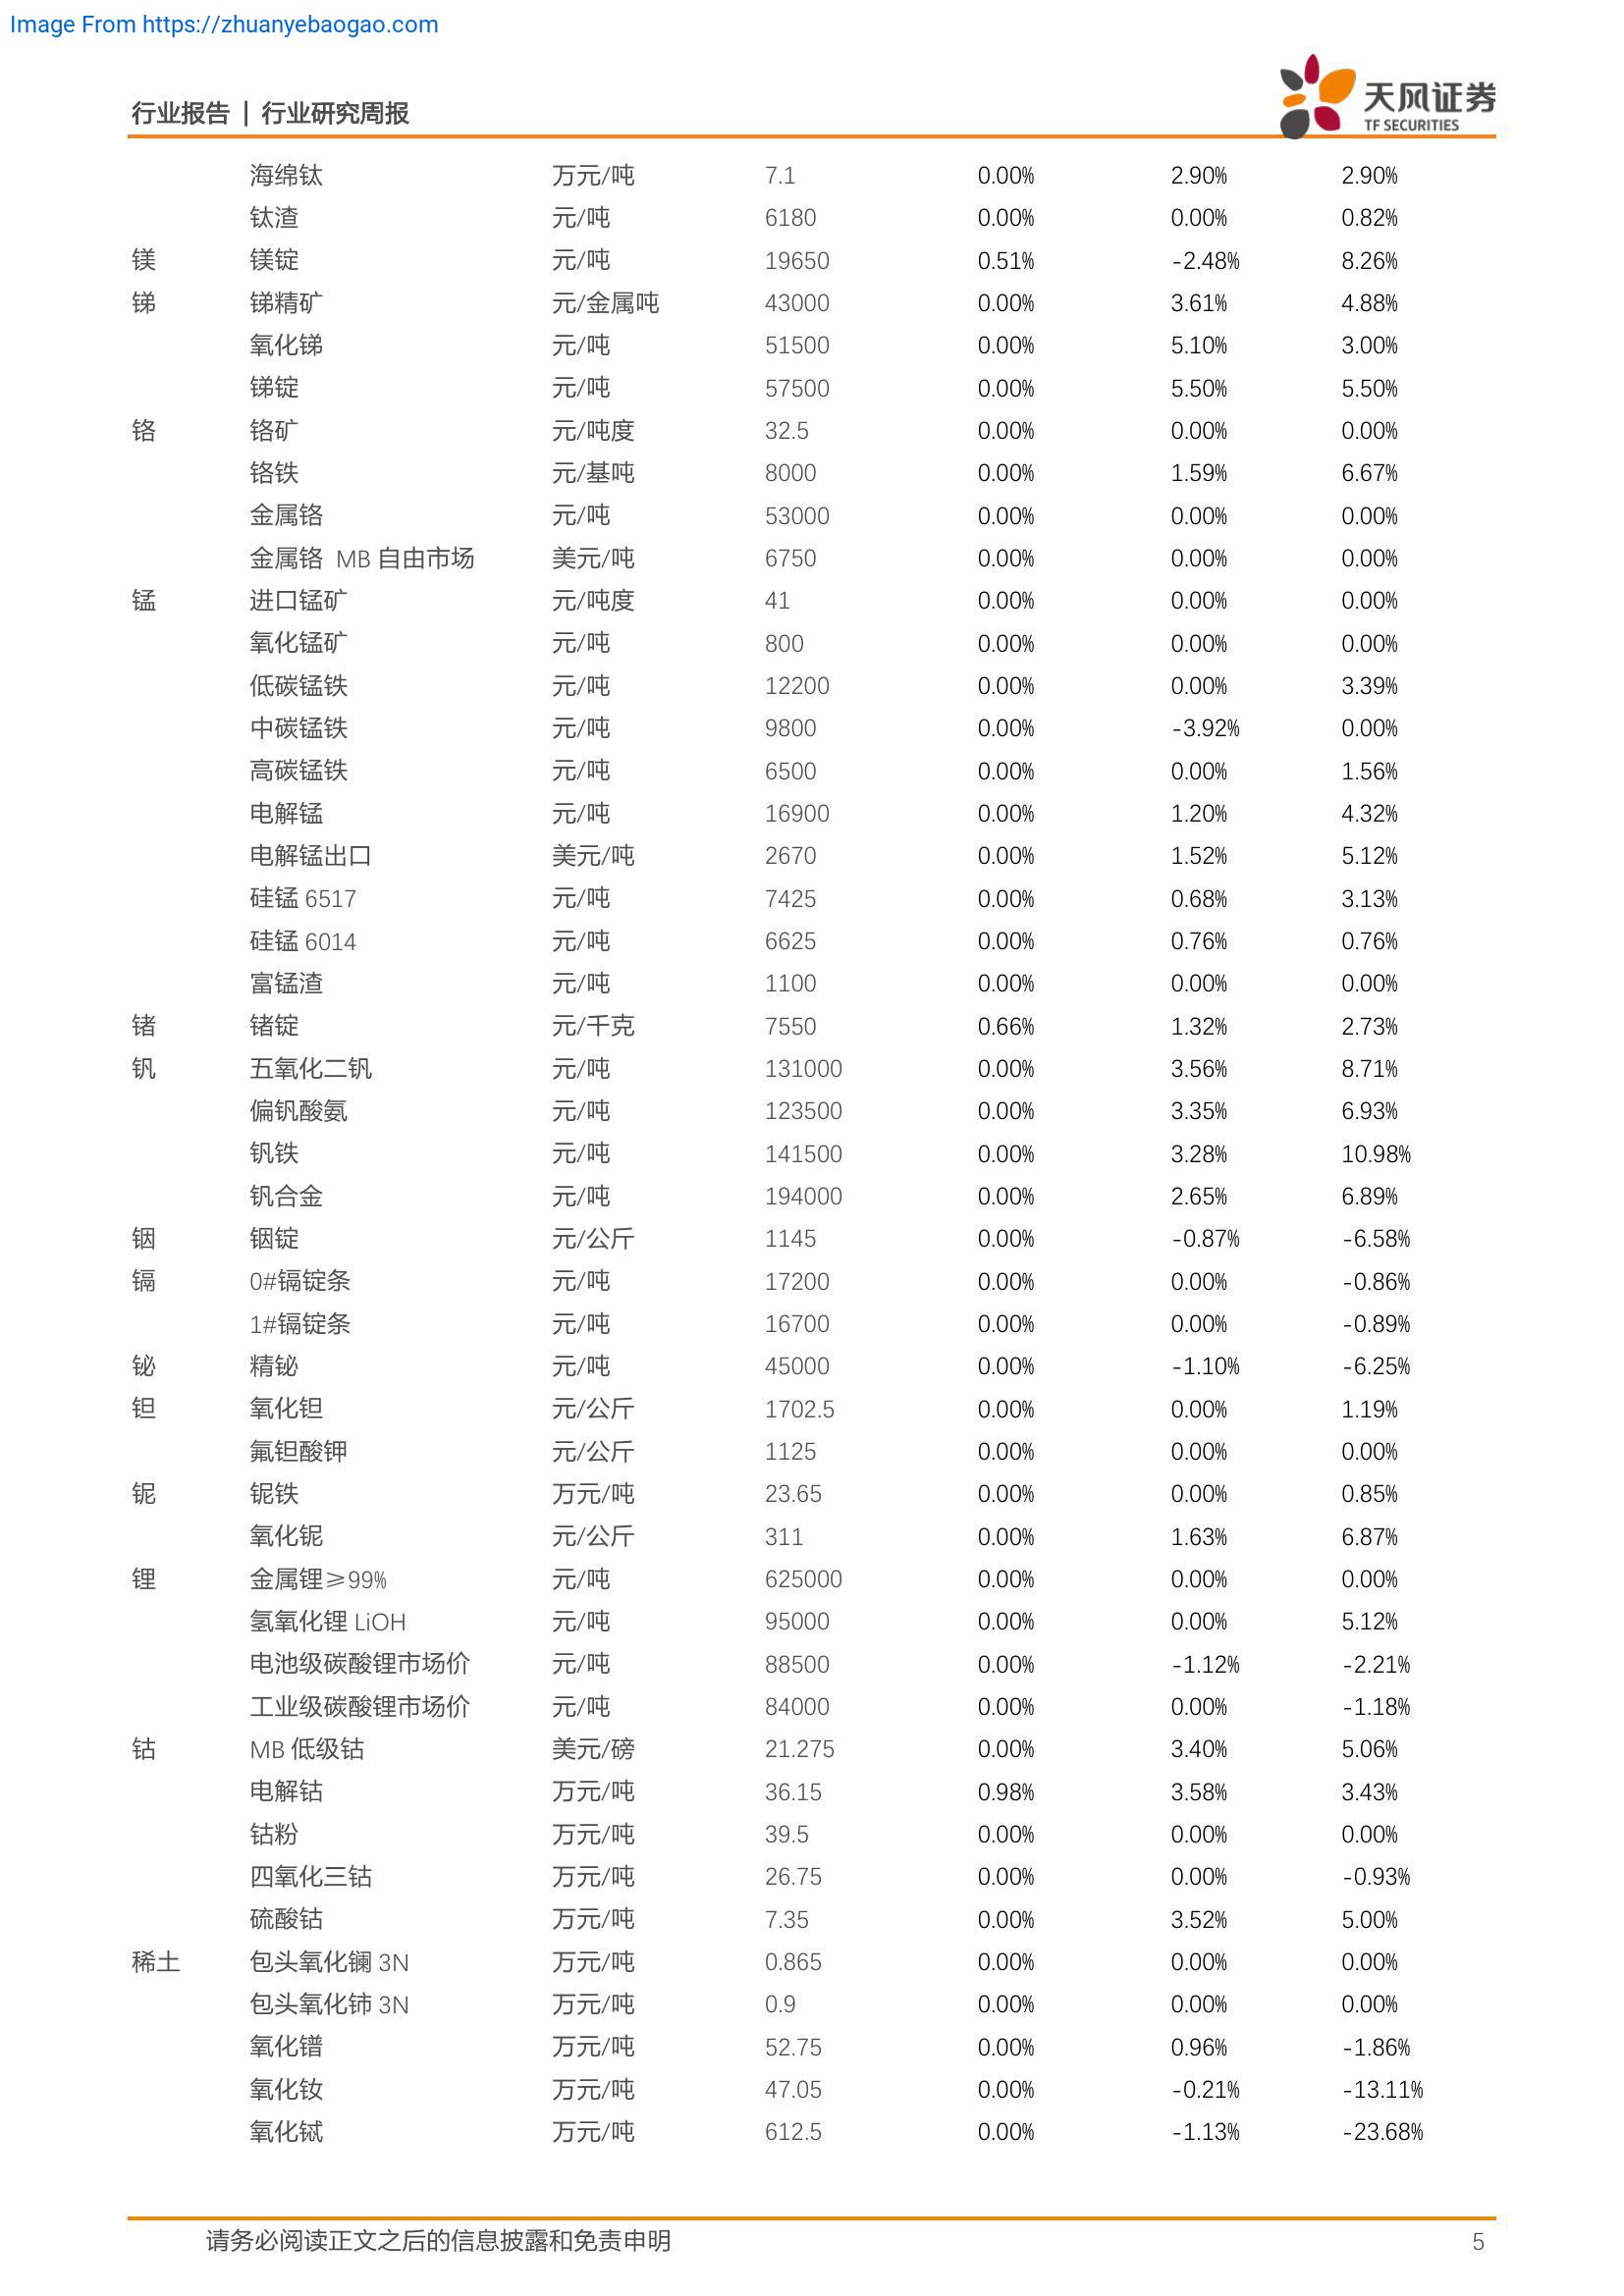 Image From https://zhuanyebaogao.com
行业报告 | 行业研究周报
天风证券
TF SECURITIES
海绵钛 万元/吨 7.1 0.00% 2.90% 2.90%
钛渣 元/吨 6180 0.00% 0.00% 0.82%
镁 镁锭 元/吨 19650 0.51% -2.48% 8.26%
锑 锑精矿 元/金属吨 43000 0.00% 3.61% 4.88%
氧化锑 元/吨 51500 0.00% 5.10% 3.00%
锑锭 元/吨 57500 0.00% 5.50% 5.50%
铬 铬矿 元/吨度 32.5 0.00% 0.00% 0.00%
铬铁 元/基吨 8000 0.00% 1.59% 6.67%
金属铬 元/吨 53000 0.00% 0.00% 0.00%
金属铬 MB 自由市场 美元/吨 6750 0.00% 0.00% 0.00%
锰 进口锰矿 元/吨度 41 0.00% 0.00% 0.00%
氧化锰矿 元/吨 800 0.00% 0.00% 0.00%
低碳锰铁 元/吨 12200 0.00% 0.00% 3.39%
中碳锰铁 元/吨 9800 0.00% -3.92% 0.00%
高碳锰铁 元/吨 6500 0.00% 0.00% 1.56%
电解锰 元/吨 16900 0.00% 1.20% 4.32%
电解锰出口 美元/吨 2670 0.00% 1.52% 5.12%
硅锰 6517 元/吨 7425 0.00% 0.68% 3.13%
硅锰 6014 元/吨 6625 0.00% 0.76% 0.76%
富锰渣 元/吨 1100 0.00% 0.00% 0.00%
锗 锗锭 元/千克 7550 0.66% 1.32% 2.73%
钒 五氧化二钒 元/吨 131000 0.00% 3.56% 8.71%
偏钒酸氨 元/吨 123500 0.00% 3.35% 6.93%
钒铁 元/吨 141500 0.00% 3.28% 10.98%
钒合金 元/吨 194000 0.00% 2.65% 6.89%
铟 铟锭 元/公斤 1145 0.00% -0.87% -6.58%
镉 0#镉锭条 元/吨 17200 0.00% 0.00% -0.86%
1#镉锭条 元/吨 16700 0.00% 0.00% -0.89%
铋 精铋 元/吨 45000 0.00% -1.10% -6.25%
钽 氧化钽 元/公斤 1702.5 0.00% 0.00% 1.19%
氟钽酸钾 元/公斤 1125 0.00% 0.00% 0.00%
铌 铌铁 万元/吨 23.65 0.00% 0.00% 0.85%
氧化铌 元/公斤 311 0.00% 1.63% 6.87%
锂 金属锂≥99% 元/吨 625000 0.00% 0.00% 0.00%
氢氧化锂 LiOH 元/吨 95000 0.00% 0.00% 5.12%
电池级碳酸锂市场价 元/吨 88500 0.00% -1.12% -2.21%
工业级碳酸锂市场价 元/吨 84000 0.00% 0.00% -1.18%
钴 MB 低级钴 美元/磅 21.275 0.00% 3.40% 5.06%
电解钴 万元/吨 36.15 0.98% 3.58% 3.43%
钴粉 万元/吨 39.5 0.00% 0.00% 0.00%
四氧化三钴 万元/吨 26.75 0.00% 0.00% -0.93%
硫酸钴 万元/吨 7.35 0.00% 3.52% 5.00%
稀土 包头氧化镧 3N 万元/吨 0.865 0.00% 0.00% 0.00%
包头氧化铈 3N 万元/吨 0.9 0.00% 0.00% 0.00%
氧化镨 万元/吨 52.75 0.00% 0.96% -1.86%
氧化钕 万元/吨 47.05 0.00% -0.21% -13.11%
氧化铽 万元/吨 612.5 0.00% -1.13% -23.68%
请务必阅读正文之后的信息披露和免责申明 5